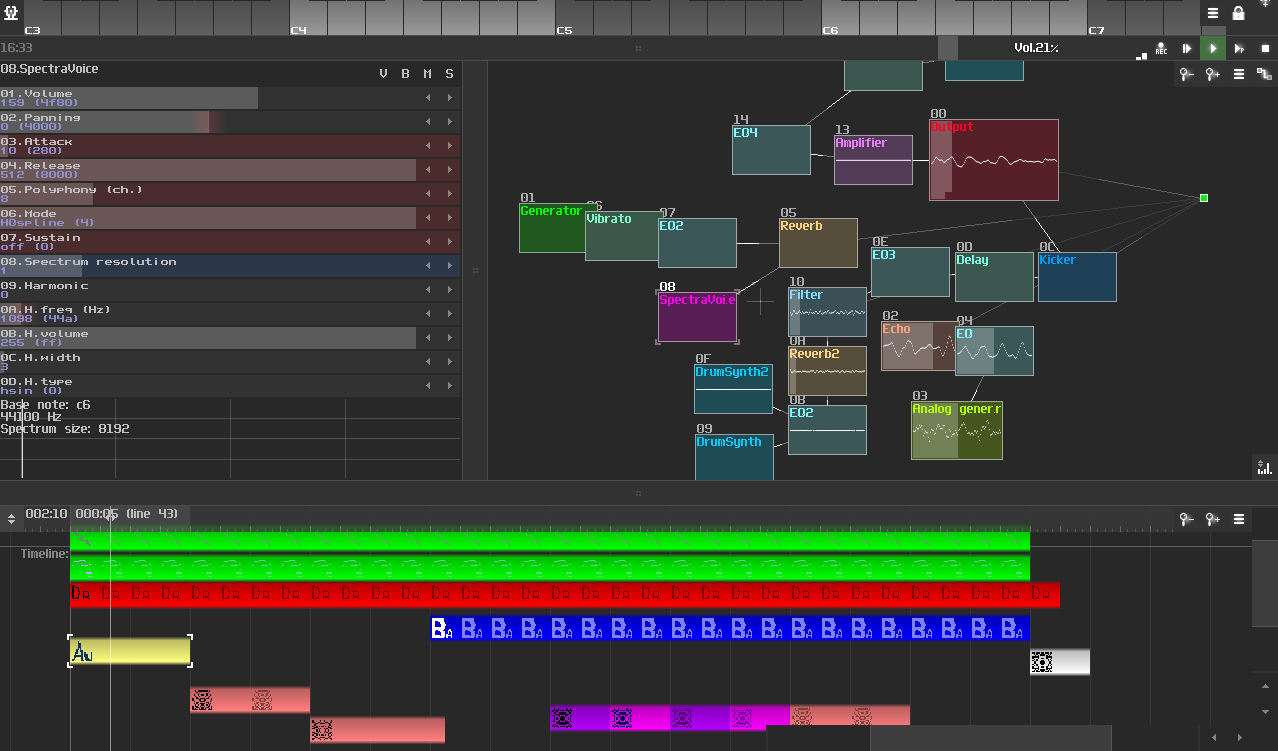 C3 C4 C5 C6 C7
16:33
Vol.21%
REC
08.SpectraVoice
V B M S
01.Volume
159 (4f80)
02.Panning
0 (4000)
03.Attack
10 (280)
04.Release
512 (8000)
05.Polyphony (ch.)
8
06.Mode
HQspline (4)
07.Sustain
off (0)
08.Spectrum resolution
1
09.Harmonic
0
0A.H.freq (Hz)
1098 (44a)
0B.H.volume
255 (ff)
0C.H.width
3
0D.H.type
hsin (0)
Base note: c6
44100 Hz
Spectrum size: 8192
14
EQ4
13
Amplifier
00
Output
01
Generator
06
Vibrato
07
EQ2
05
Reverb
0E
EQ3
0D
Delay
0C
Kicker
08
SpectraVoice
10
Filter
02
Echo
04
EQ
0A
Reverb2
0F
DrumSynth2
0B
EQ2
03
Analog generr
09
DrumSynth
002:10 000:05 (line 43)
Timeline: